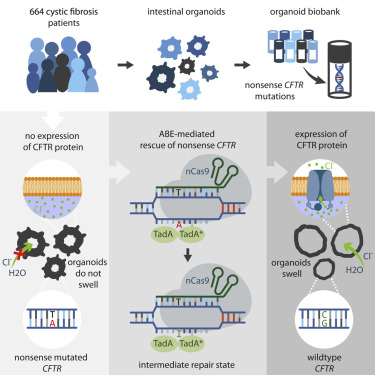 664 cystic fibrosis
patients
intestinal organoids
organoid biobank
nonsense CFTR
mutations
no expression
of CFTR protein
Cl⁻
Cl⁻
H2O
organoids
do not
swell
T
A
nonsense mutated
CFTR
ABE-mediated
rescue of nonsense CFTR
nCas9
T
A
TadA TadA*
nCas9
T
I
TadA TadA*
intermediate repair state
expression of
CFTR protein
Cl⁻
organoids
swell
Cl⁻
H2O
C
G
wildtype
CFTR